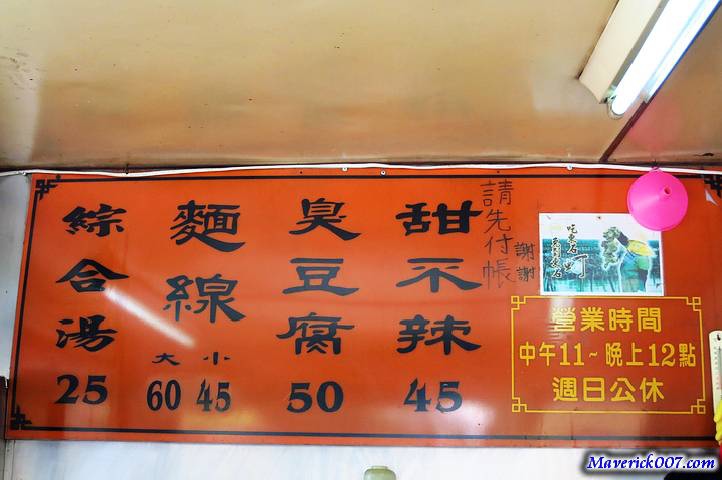 甜不辣
45
臭豆腐
50
麵線
大 小
60 45
綜合湯
25
請先付帳
謝謝
營業時間
中午11~晚上12點
週日公休
Maverick007.com